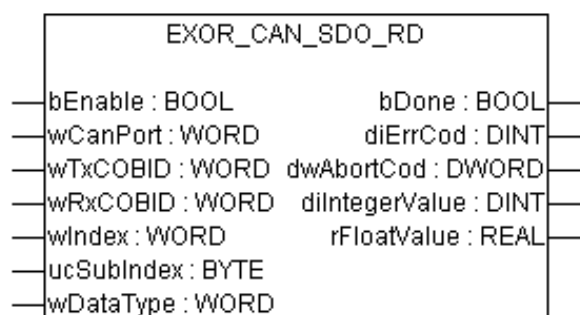 EXOR_CAN_SDO_RD
bEnable : BOOL bDone : BOOL
wCanPort : WORD diErrCod : DINT
wTxCOBID : WORD dwAbortCod : DWORD
wRxCOBID : WORD diIntegerValue : DINT
wIndex : WORD rFloatValue : REAL
ucSubIndex : BYTE
wDataType : WORD